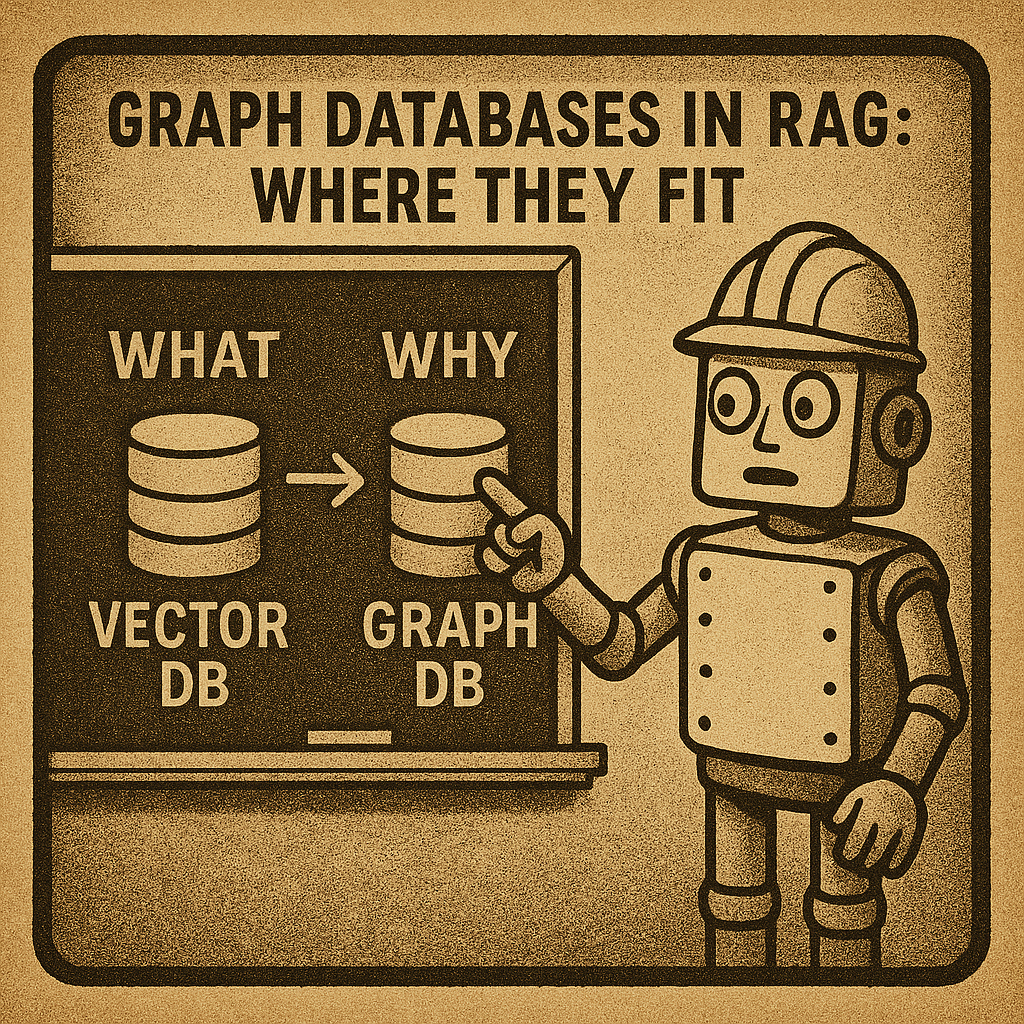 GRAPH DATABASES IN RAG:
WHERE THEY FIT
WHAT
WHY
VECTOR
DB
GRAPH
DB